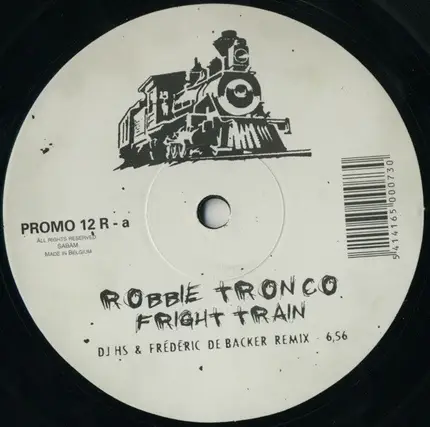 PROMO 12 R - a
ALL RIGHTS RESERVED
SABAM
MADE IN BELGIUM
5414165000730
ROBBIE TRONCO
FRIGHT TRAIN
DJ HS & FRÉDÉRIC DE BACKER REMIX - 6,56